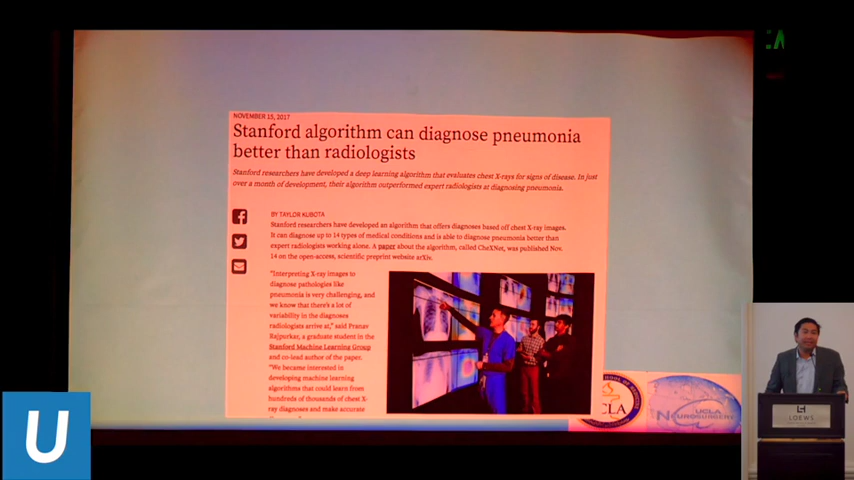 NOVEMBER 15, 2017
Stanford algorithm can diagnose pneumonia
better than radiologists
Stanford researchers have developed a deep learning algorithm that evaluates chest X-rays for signs of disease. In just
over a month of development, their algorithm outperformed expert radiologists at diagnosing pneumonia.
BY TAYLOR KUBOTA
Stanford researchers have developed an algorithm that offers diagnoses based off chest X-ray images.
It can diagnose up to 14 types of medical conditions and is able to diagnose pneumonia better than
expert radiologists working alone. A paper about the algorithm, called CheXNet, was published Nov.
14 on the open-access, scientific preprint website arXiv.
"Interpreting X-ray images to
diagnose pathologies like
pneumonia is very challenging, and
we know that there's a lot of
variability in the diagnoses
radiologists arrive at," said Pranav
Rajpurkar, a graduate student in the
Stanford Machine Learning Group
and co-lead author of the paper.
"We became interested in
developing machine learning
algorithms that could learn from
hundreds of thousands of chest X-
ray diagnoses and make accurate
UCLA
UCLA
NEUROSURGERY
LOEWS
U